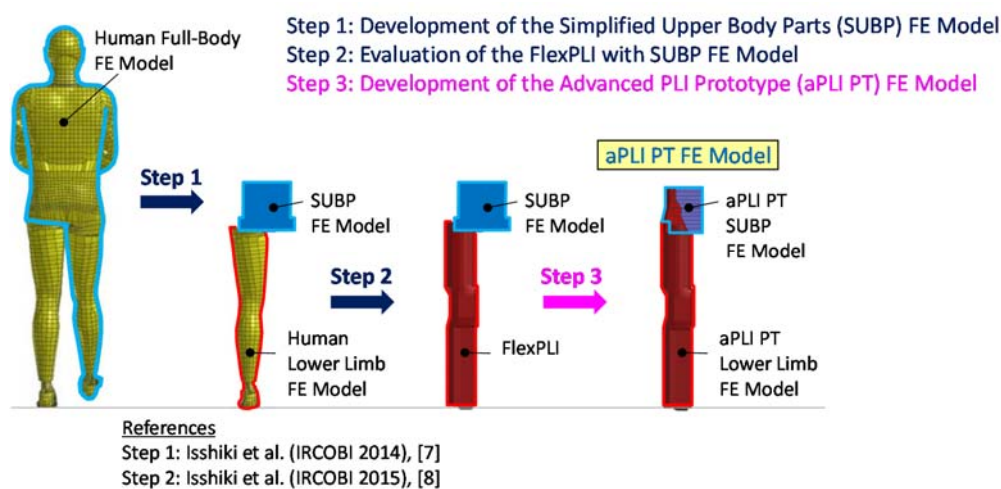 Step 1: Development of the Simplified Upper Body Parts (SUBP) FE Model
Step 2: Evaluation of the FlexPLI with SUBP FE Model
Step 3: Development of the Advanced PLI Prototype (aPLI PT) FE Model
Human Full-Body
FE Model
Step 1
SUBP
FE Model
Human
Lower Limb
FE Model
Step 2
SUBP
FE Model
FlexPLI
Step 3
aPLI PT FE Model
aPLI PT
SUBP
FE Model
aPLI PT
Lower Limb
FE Model
References
Step 1: Isshiki et al. (IRCOBI 2014), [7]
Step 2: Isshiki et al. (IRCOBI 2015), [8]